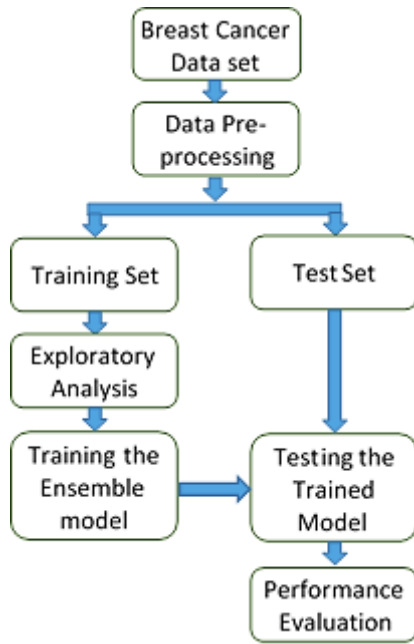 Breast Cancer
Data set
Data Pre-
processing
Training Set
Test Set
Exploratory
Analysis
Training the
Ensemble
model
Testing the
Trained
Model
Performance
Evaluation